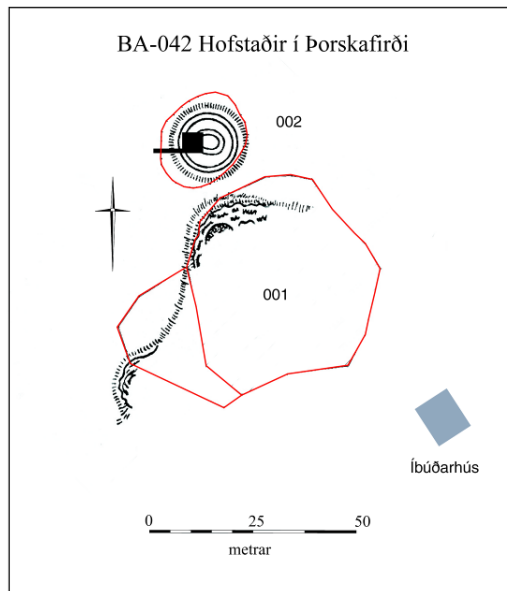 BA-042 Hofstaðir í Þorskafirði
002
001
Íbúðarhús
0 25 50
metrar